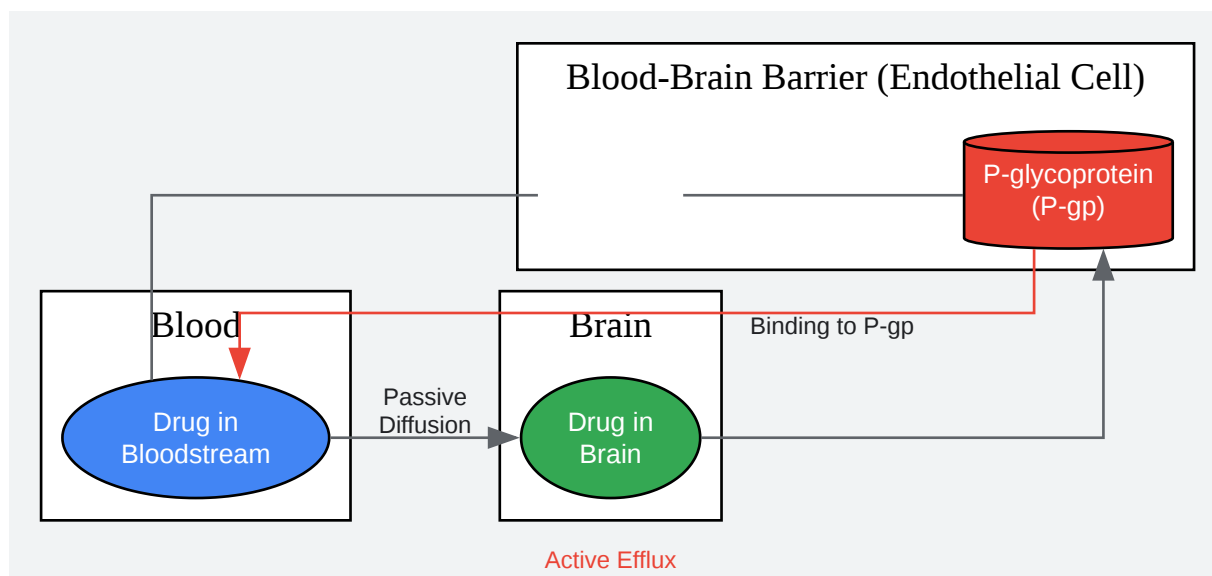 Blood-Brain Barrier (Endothelial Cell)
P-glycoprotein
(P-gp)
Blood
Brain
Binding to P-gp
Passive
Diffusion
Drug in
Bloodstream
Drug in
Brain
Active Efflux